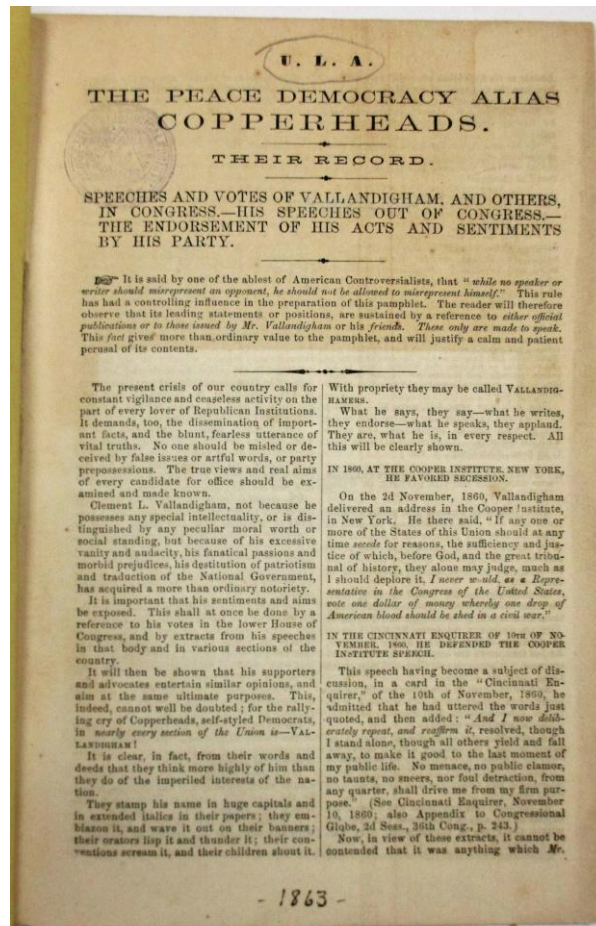 U. L. A.
THE PEACE DEMOCRACY ALIAS
COPPERHEADS.
THEIR RECORD.
SPEECHES AND VOTES OF VALLANDIGHAM, AND OTHERS,
IN CONGRESS.—HIS SPEECHES OUT OF CONGRESS.—
THE ENDORSEMENT OF HIS ACTS AND SENTIMENTS
BY HIS PARTY.
☞ It is said by one of the ablest of American Controversialists, that "while no speaker or
writer should misrepresent an opponent, he should not be allowed to misrepresent himself." This rule
has had a controlling influence in the preparation of this pamphlet. The reader will therefore
observe that its leading statements or positions, are sustained by a reference to either official
publications or to those issued by Mr. Vallandigham or his friends. These only are made to speak.
This fact gives more than ordinary value to the pamphlet, and will justify a calm and patient
perusal of its contents.
The present crisis of our country calls for
constant vigilance and ceaseless activity on the
part of every lover of Republican Institutions.
It demands, too, the dissemination of import-
ant facts, and the blunt, fearless utterance of
vital truths. No one should be misled or de-
ceived by false issues or artful words, or party
prepossessions. The true views and real aims
of every candidate for office should be ex-
amined and made known.
Clement L. Vallandigham, not because he
possesses any special intellectuality, or is dis-
tinguished by any peculiar moral worth or
social standing, but because of his excessive
vanity and audacity, his fanatical passions and
morbid prejudices, his destitution of patriotism
and traduction of the National Government,
has acquired a more than ordinary notoriety.
It is important that his sentiments and aims
be exposed. This shall at once be done by a
reference to his votes in the lower House of
Congress, and by extracts from his speeches
in that body and in various sections of the
country.
It will then be shown that his supporters
and advocates entertain similar opinions, and
aim at the same ultimate purposes. This,
indeed, cannot well be doubted; for the rally-
ing cry of Copperheads, self-styled Democrats,
in nearly every section of the Union is—VAL-
LANDIGHAM!
It is clear, in fact, from their words and
deeds that they think more highly of him than
they do of the imperiled interests of the na-
tion.
They stamp his name in huge capitals and
in extended italics in their papers; they em-
blazon it, and wave it out on their banners;
their orators lisp it and thunder it; their con-
ventions scream it, and their children shout it.
With propriety they may be called VALLANDIG-
HAMERS.
What he says, they say—what he writes,
they endorse—what he speaks, they applaud.
They are, what he is, in every respect. All
this will be clearly shown.
IN 1860, AT THE COOPER INSTITUTE, NEW YORK,
HE FAVORED SECESSION.
On the 2d November, 1860, Vallandigham
delivered an address in the Cooper Institute,
in New York. He there said, "If any one or
more of the States of this Union should at any
time secede for reasons, the sufficiency and jus-
tice of which, before God, and the great tribu-
nal of history, they alone may judge, much as
I should deplore it, I never would, as a Repre-
sentative in the Congress of the United States,
vote one dollar of money whereby one drop of
American blood should be shed in a civil war."
IN THE CINCINNATI ENQUIRER OF 10TH OF NO-
VEMBER, 1860, HE DEFENDED THE COOPER
INSTITUTE SPEECH.
This speech having become a subject of dis-
cussion, in a card in the "Cincinnati En-
quirer," of the 10th of November, 1860, he
admitted that he had uttered the words just
quoted, and then added: "And I now delib-
erately repeat, and reaffirm it, resolved, though
I stand alone, though all others yield and fall
away, to make it good to the last moment of
my public life. No menace, no public clamor,
no taunts, no sneers, nor foul detraction, from
any quarter, shall drive me from my firm pur-
pose." (See Cincinnati Enquirer, November
10, 1860; also Appendix to Congressional
Globe, 2d Sess., 36th Cong., p. 243.)
Now, in view of these extracts, it cannot be
contended that it was anything which Mr.
- 1863 -